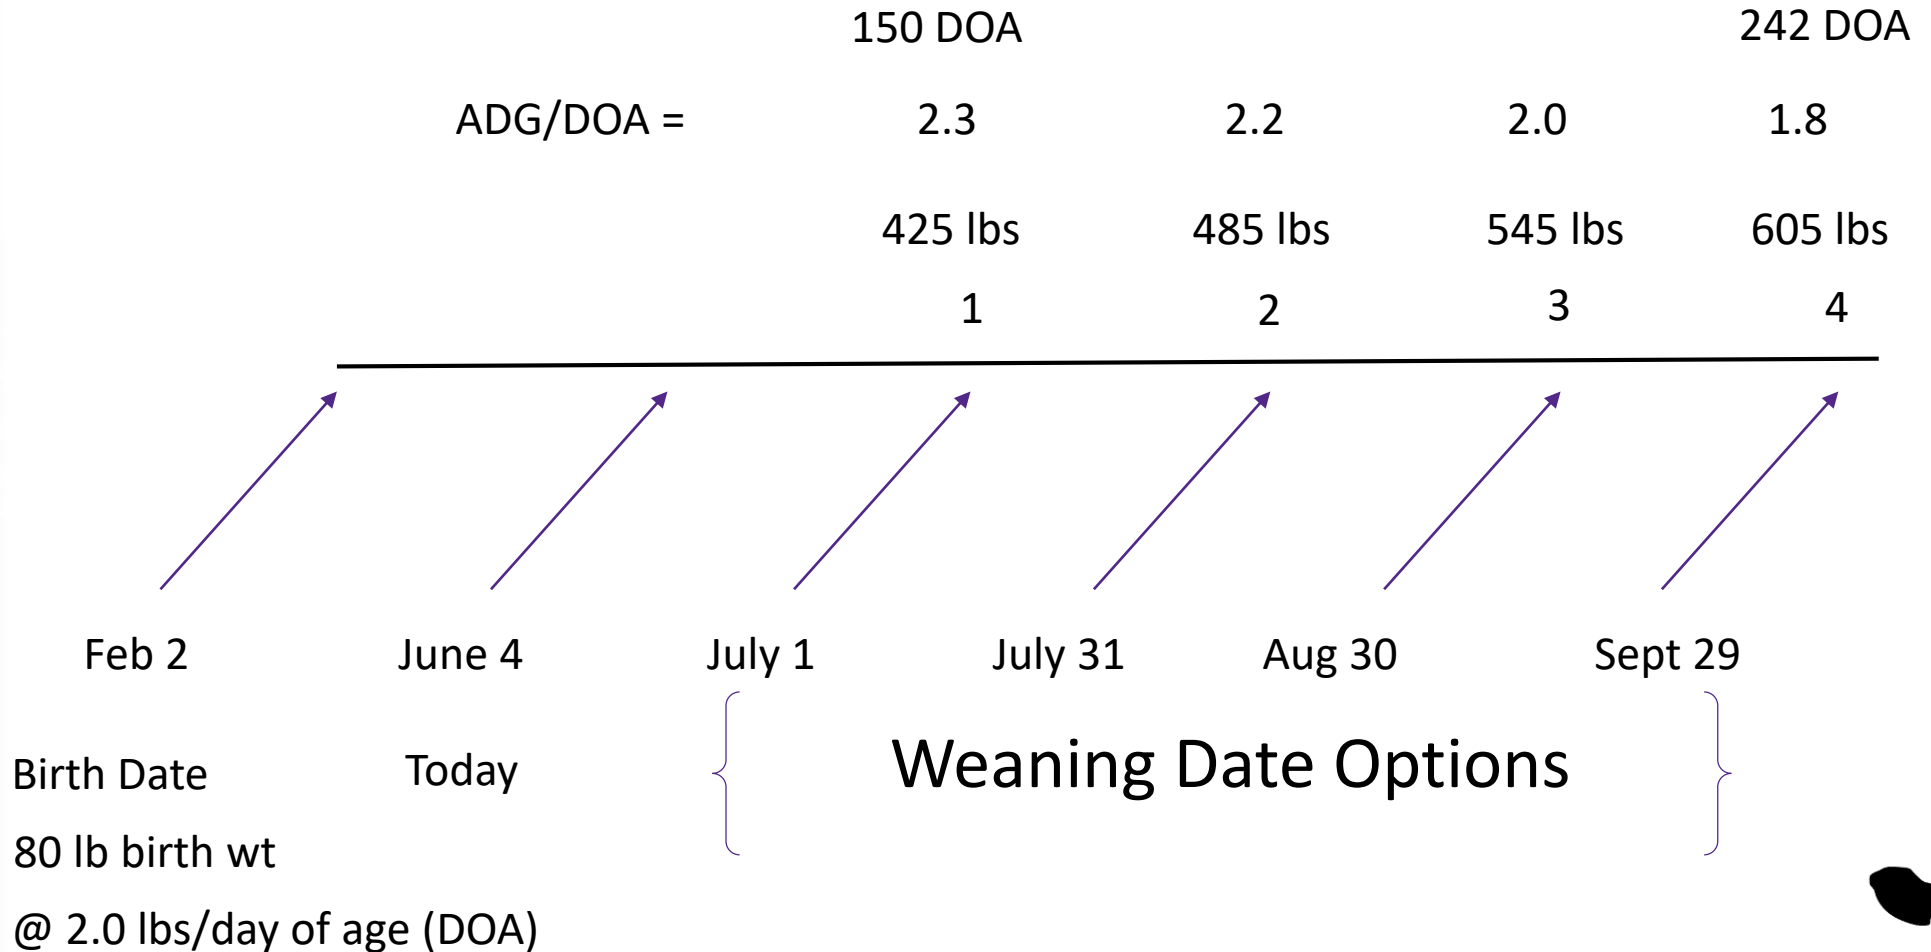 150 DOA 242 DOA
ADG/DOA = 2.3 2.2 2.0 1.8
425 lbs 485 lbs 545 lbs 605 lbs
1 2 3 4
Feb 2 June 4 July 1 July 31 Aug 30 Sept 29
Birth Date Today Weaning Date Options
80 lb birth wt
@ 2.0 lbs/day of age (DOA)